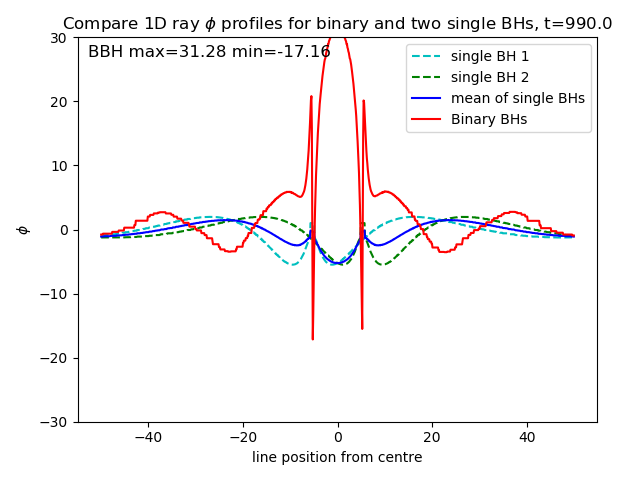 Compare 1D ray ϕ profiles for binary and two single BHs, t=990.0
BBH max=31.28 min=-17.16
single BH 1
single BH 2
mean of single BHs
Binary BHs
30
20
10
0
−10
−20
−30
ϕ
−40
−20
0
20
40
line position from centre